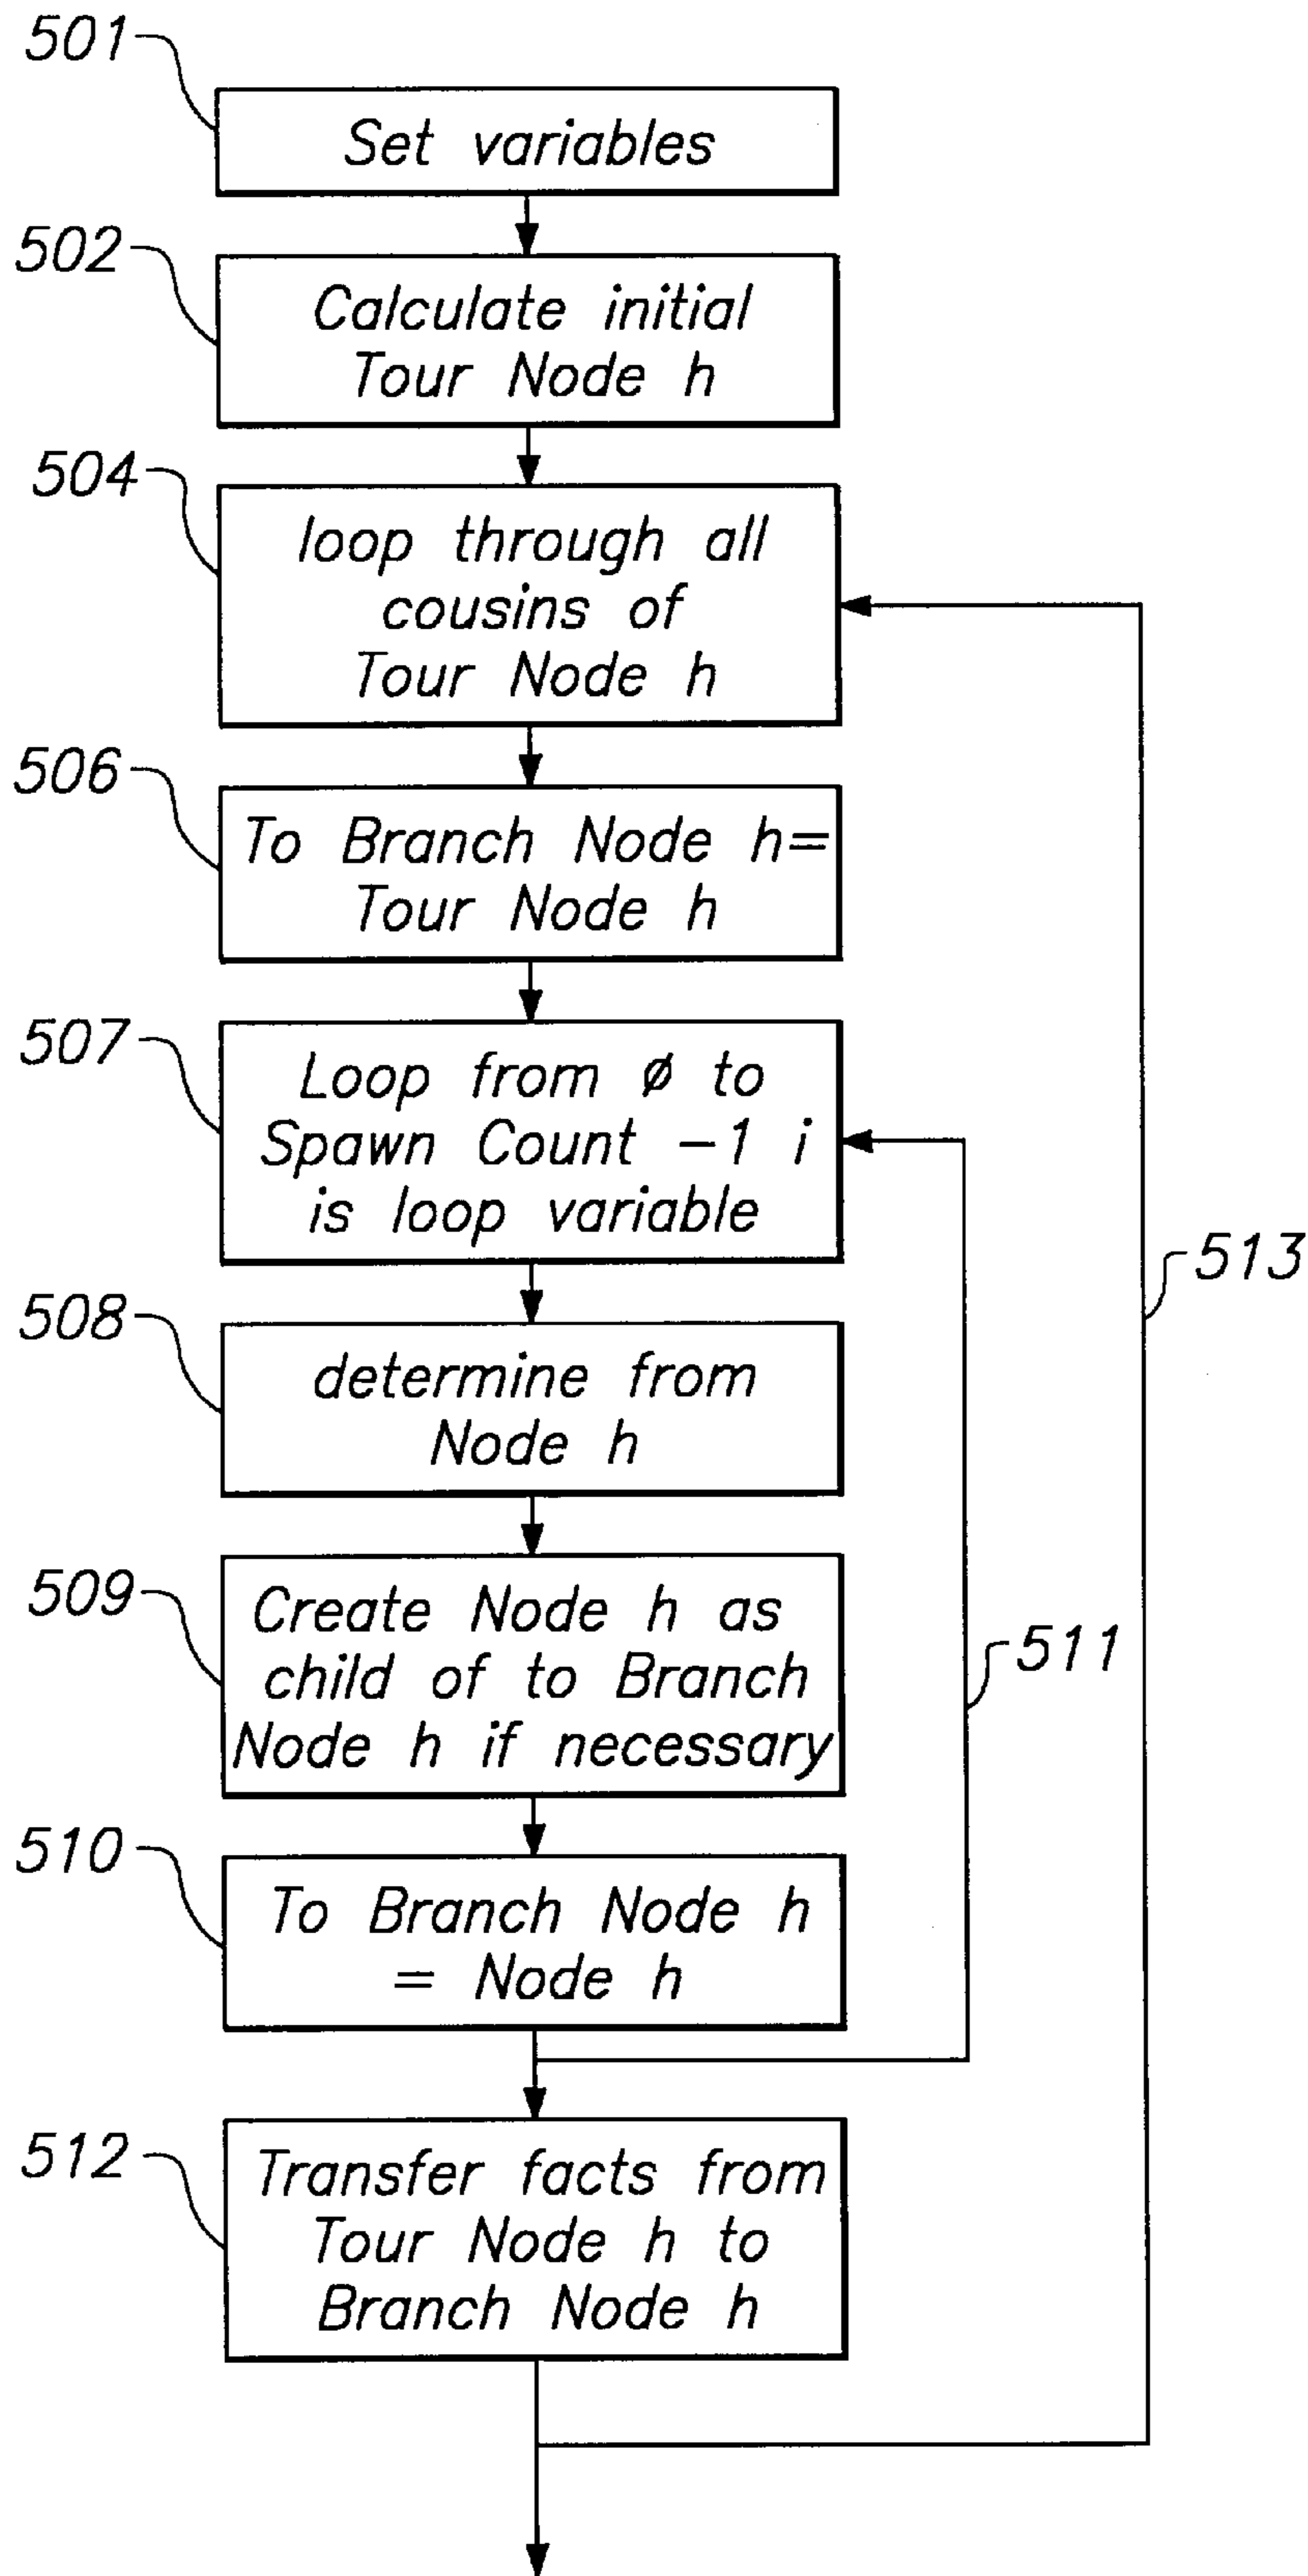 501
Set variables
502
Calculate initial
Tour Node h
504
loop through all
cousins of
Tour Node h
506
To Branch Node h=
Tour Node h
507
Loop from ø to
Spawn Count -1 i
is loop variable
513
508
determine from
Node h
509
Create Node h as
child of to Branch
Node h if necessary
511
510
To Branch Node h
= Node h
512
Transfer facts from
Tour Node h to
Branch Node h